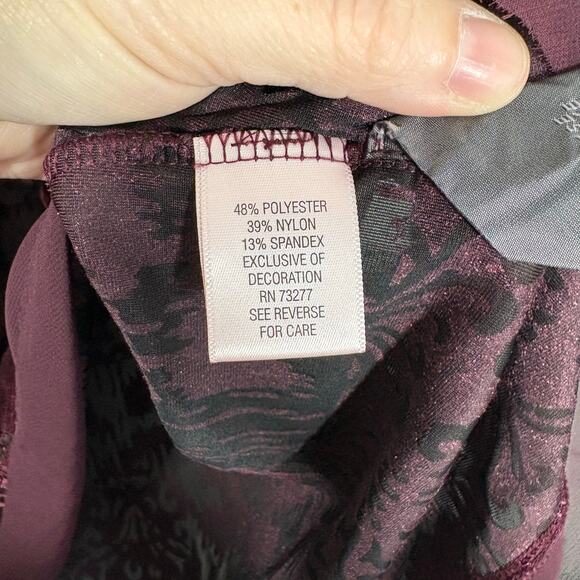 48% POLYESTER
39% NYLON
13% SPANDEX
EXCLUSIVE OF
DECORATION
RN 73277
SEE REVERSE
FOR CARE